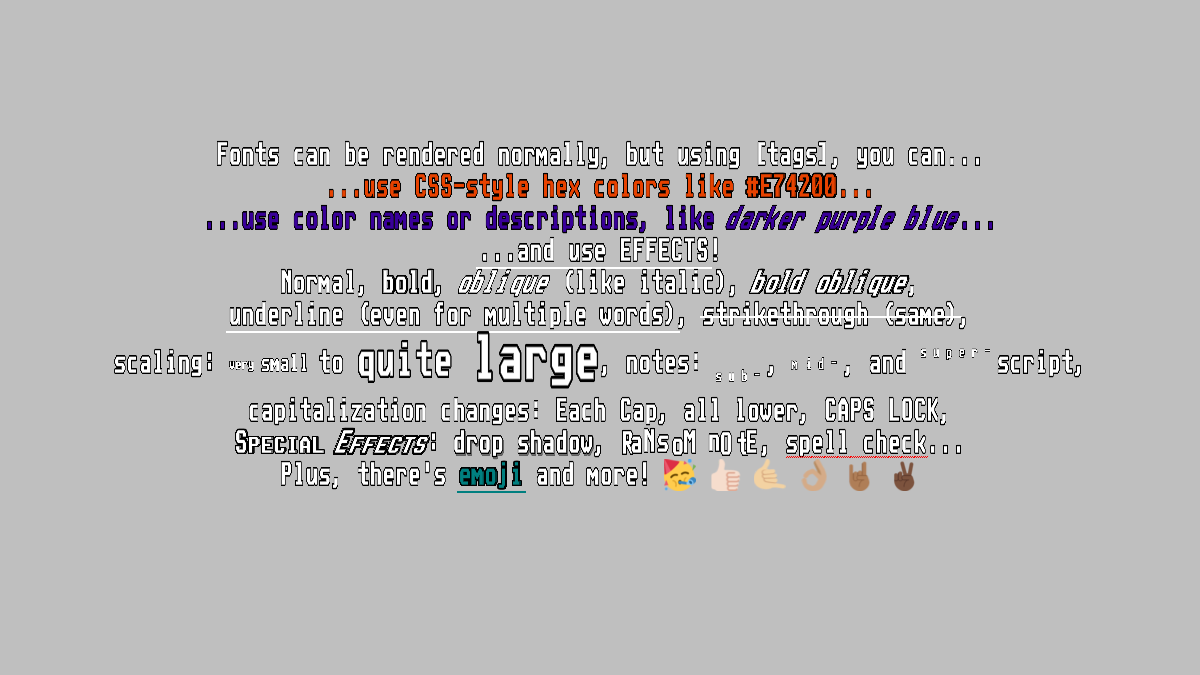 Fonts can be rendered normally, but using [tags], you can...
...use CSS-style hex colors like #E74200...
...use color names or descriptions, like darker purple blue...
...and use EFFECTS!
Normal, bold, oblique (like italic), bold oblique,
underline (even for multiple words), strikethrough (same),
scaling: very small to quite large, notes: sub-, mid-, and super-script,
capitalization changes: Each Cap, all lower, CAPS LOCK,
Special Effects: drop shadow, RaNsoM nOtE, spell check...
Plus, there's emoji and more! 🥳 👍🏻 🤙🏼 👌🏽 🤘🏾 ✌🏿